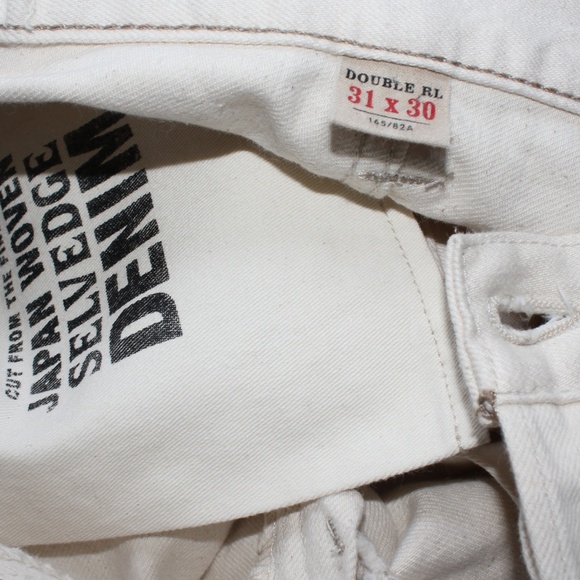 DOUBLE RL
31 x 30
165/82A
CUT FROM THE
JAPAN WOVEN
SELVEDGE
DENIM